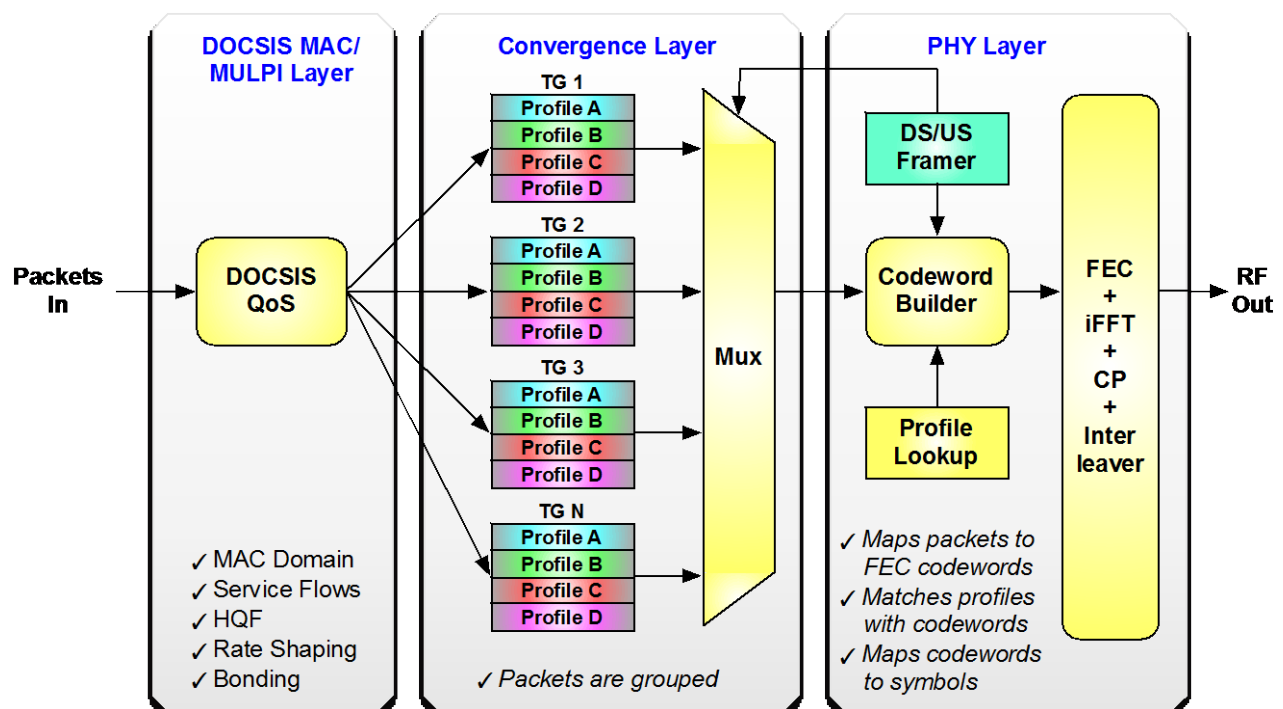 DOCSIS MAC/
MULPI Layer
Convergence Layer
PHY Layer
Packets
In
DOCSIS
QoS
✓ MAC Domain
✓ Service Flows
✓ HQF
✓ Rate Shaping
✓ Bonding
TG 1
Profile A
Profile B
Profile C
Profile D
TG 2
Profile A
Profile B
Profile C
Profile D
TG 3
Profile A
Profile B
Profile C
Profile D
TG N
Profile A
Profile B
Profile C
Profile D
✓ Packets are grouped
Mux
DS/US
Framer
Codeword
Builder
Profile
Lookup
✓ Maps packets to
FEC codewords
✓ Matches profiles
with codewords
✓ Maps codewords
to symbols
FEC
+
iFFT
+
CP
+
Inter
leaver
RF
Out